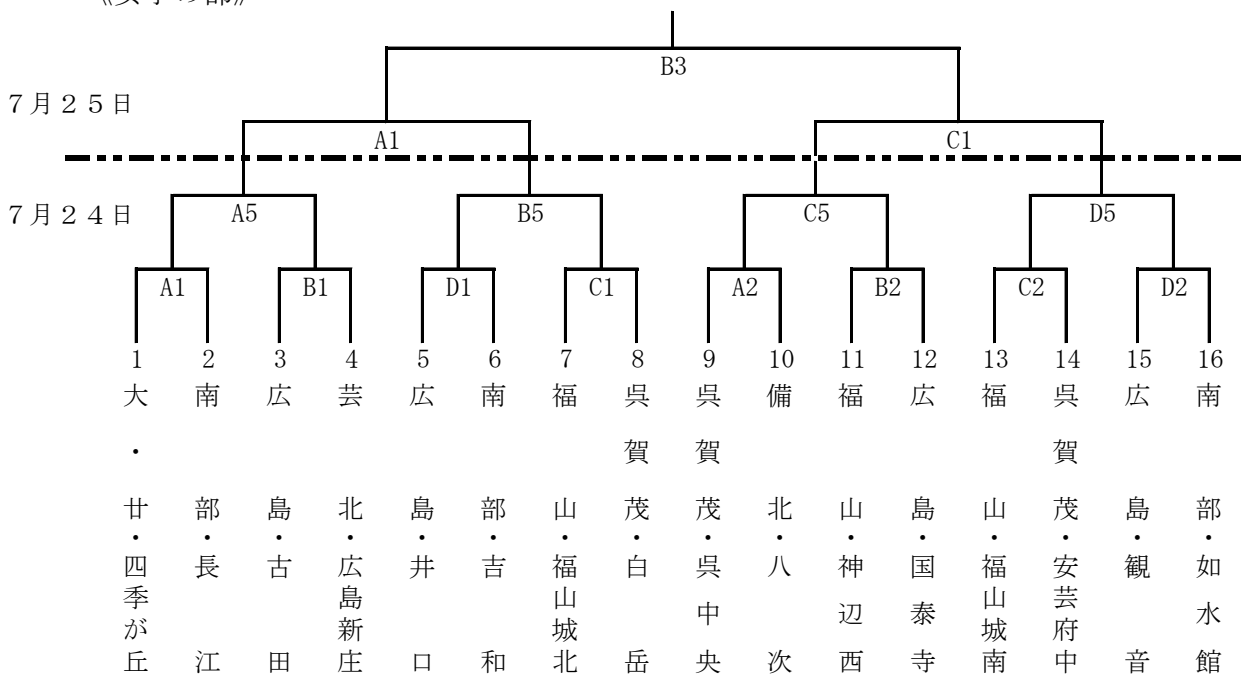 《女子の部》
B3
7月25日
A1 C1
7月24日
A5 B5 C5 D5
A1 B1 D1 C1 A2 B2 C2 D2
1 2 3 4 5 6 7 8 9 10 11 12 13 14 15 16
大・廿・四季が丘
南部・長江
広島・古田
芸北・広島新庄
広島・井口
南部・吉和
福山・福山城北
呉賀茂・白岳
呉賀茂・呉中央
備北・八次
福山・神辺西
広島・国泰寺
福山・福山城南
呉賀茂・安芸府中
広島・観音
南部・如水館